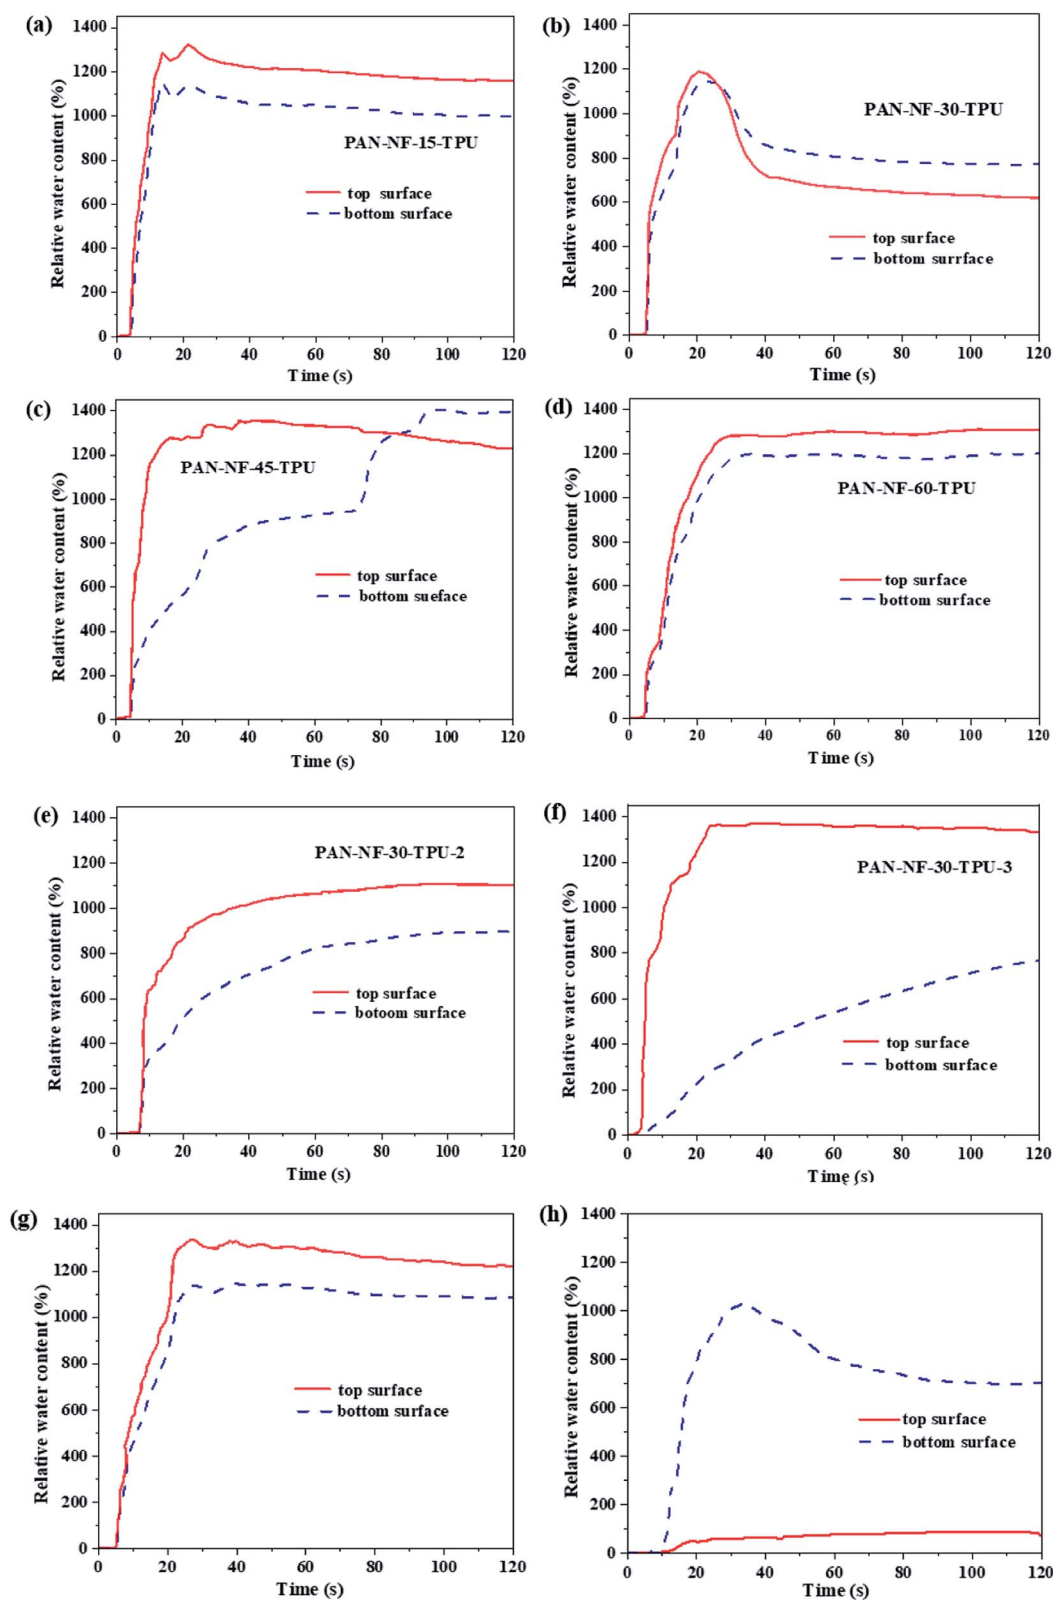 (a)
Relative water content (%)
1400
1200
1000
800
600
400
200
0
PAN-NF-15-TPU
top surface
bottom surface
0 20 40 60 80 100 120
Time (s)
(b)
Relative water content (%)
1400
1200
1000
800
600
400
200
0
PAN-NF-30-TPU
top surface
bottom surrface
0 20 40 60 80 100 120
Time (s)
(c)
Relative water content (%)
1400
1200
1000
800
600
400
200
0
PAN-NF-45-TPU
top surface
bottom sueface
0 20 40 60 80 100 120
Time (s)
(d)
Relative water content (%)
1400
1200
1000
800
600
400
200
0
PAN-NF-60-TPU
top surface
bottom surface
0 20 40 60 80 100 120
Time (s)
(e)
Relative water content (%)
1400
1200
1000
800
600
400
200
0
PAN-NF-30-TPU-2
top surface
botoom surface
0 20 40 60 80 100 120
Time (s)
(f)
Relative water content (%)
1400
1200
1000
800
600
400
200
0
PAN-NF-30-TPU-3
top surface
bottom surface
0 20 40 60 80 100 120
Time (s)
(g)
Relative water content (%)
1400
1200
1000
800
600
400
200
0
top surface
bottom surface
0 20 40 60 80 100 120
Time (s)
(h)
Relative water content (%)
1400
1200
1000
800
600
400
200
0
top surface
bottom surface
0 20 40 60 80 100 120
Time (s)